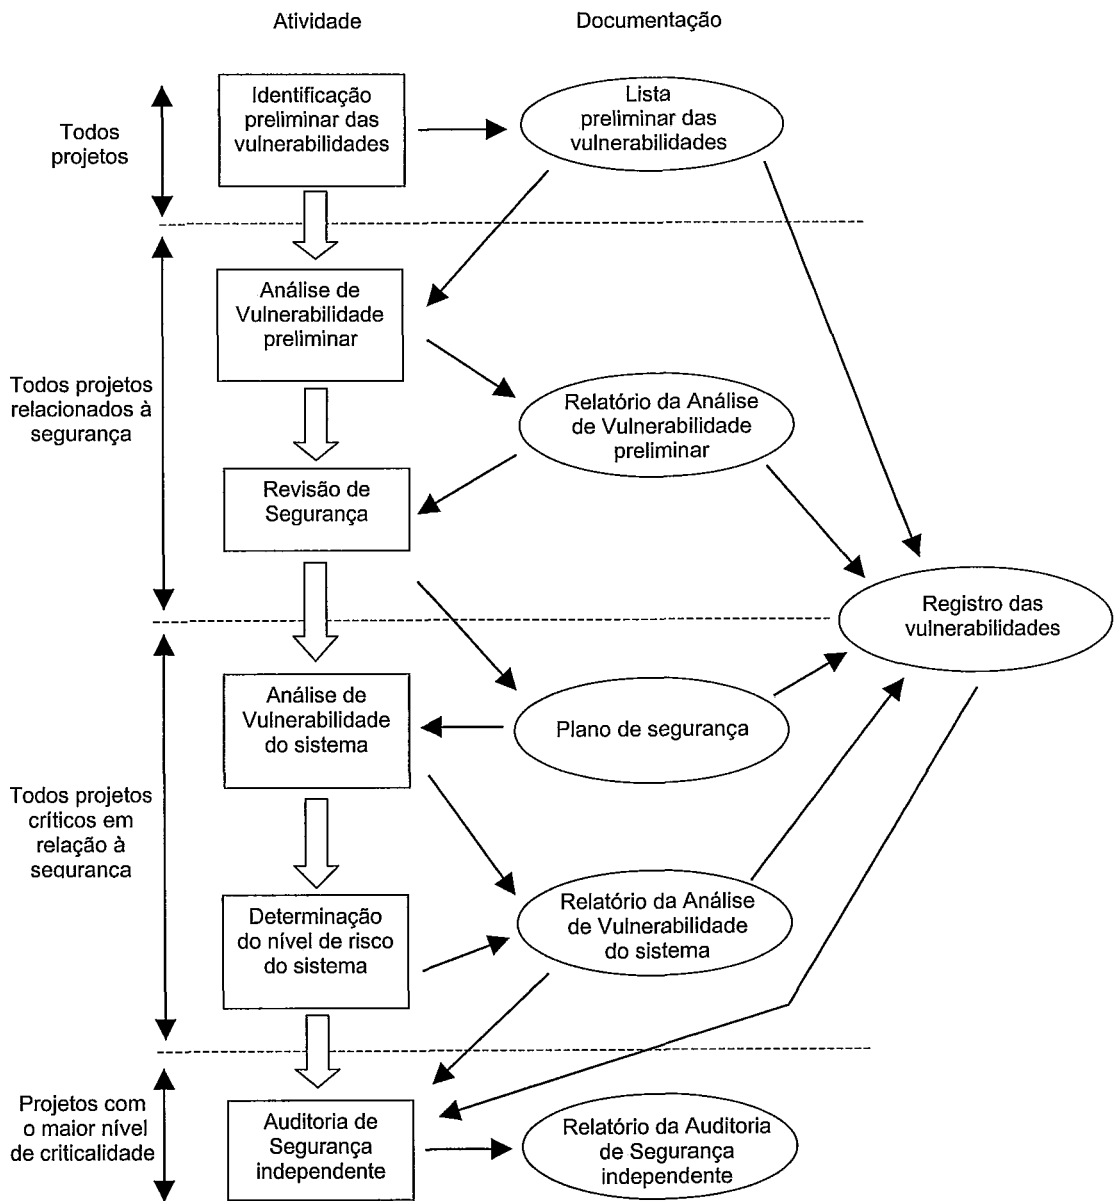 Atividade
Documentação
Identificação
preliminar das
vulnerabilidades
Lista
preliminar das
vulnerabilidades
Todos
projetos
Análise de
Vulnerabilidade
preliminar
Relatório da Análise
de Vulnerabilidade
preliminar
Todos projetos
relacionados à
segurança
Revisão de
Segurança
Registro das
vulnerabilidades
Análise de
Vulnerabilidade
do sistema
Plano de segurança
Todos projetos
críticos em
relação à
seguranca
Determinação
do nível de risco
do sistema
Relatório da Análise
de Vulnerabilidade
do sistema
Projetos com
o maior nível
de criticalidade
Auditoria de
Segurança
independente
Relatório da Auditoria
de Segurança
independente